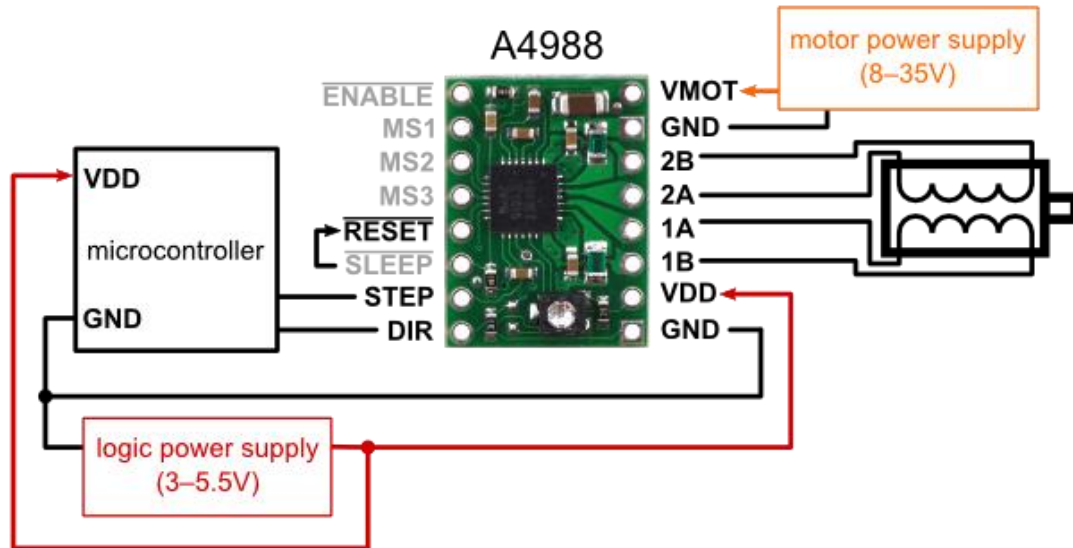 A4988
motor power supply
(8–35V)
ENABLE
VMOT
MS1
GND
MS2
2B
VDD
MS3
2A
microcontroller
RESET
1A
SLEEP
1B
STEP
VDD
GND
DIR
GND
logic power supply
(3–5.5V)